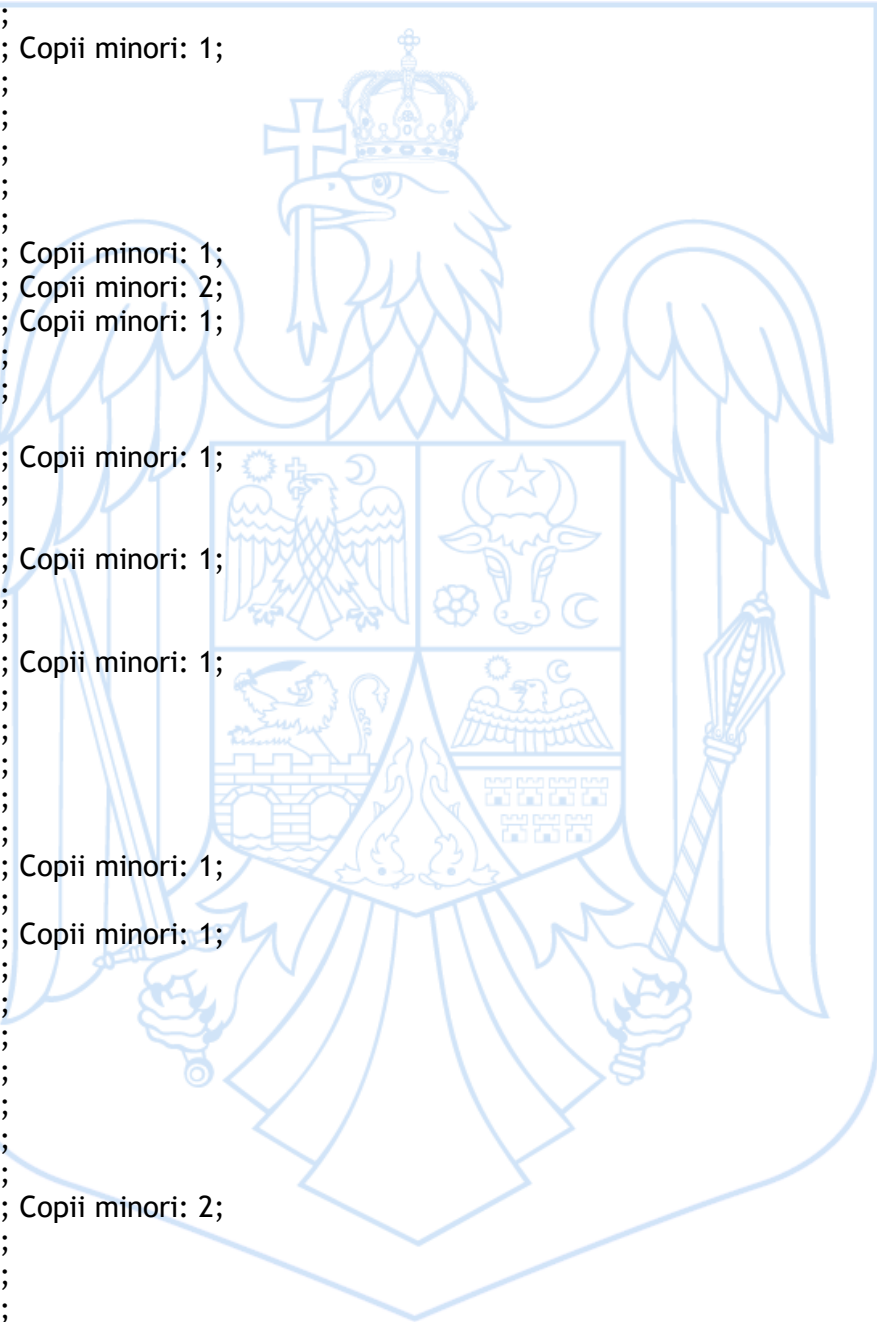 ;
; Copii minori: 1;
;
;
;
;
;
; Copii minori: 1;
; Copii minori: 2;
; Copii minori: 1;
;
;
; Copii minori: 1;
;
;
; Copii minori: 1;
;
;
; Copii minori: 1;
;
;
;
;
;
; Copii minori: 1;
;
; Copii minori: 1;
;
;
;
;
;
;
;
; Copii minori: 2;
;
;
;